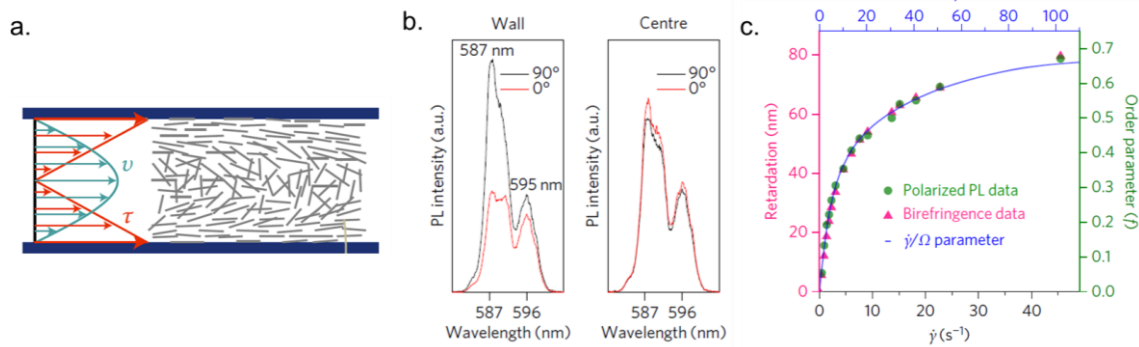 a.
υ
τ
b.
Wall
Centre
587 nm
90°
0°
595 nm
90°
0°
PL intensity (a.u.)
PL intensity (a.u.)
587 596
587 596
Wavelength (nm)
Wavelength (nm)
c.
0 20 40 60 80 100
80
60
40
20
0
Retardation (nm)
0.7
0.6
0.5
0.4
0.3
0.2
0.1
0.0
Order parameter (f)
Polarized PL data
Birefringence data
γ̇/Ω parameter
0 10 20 30 40
γ̇ (s⁻¹)